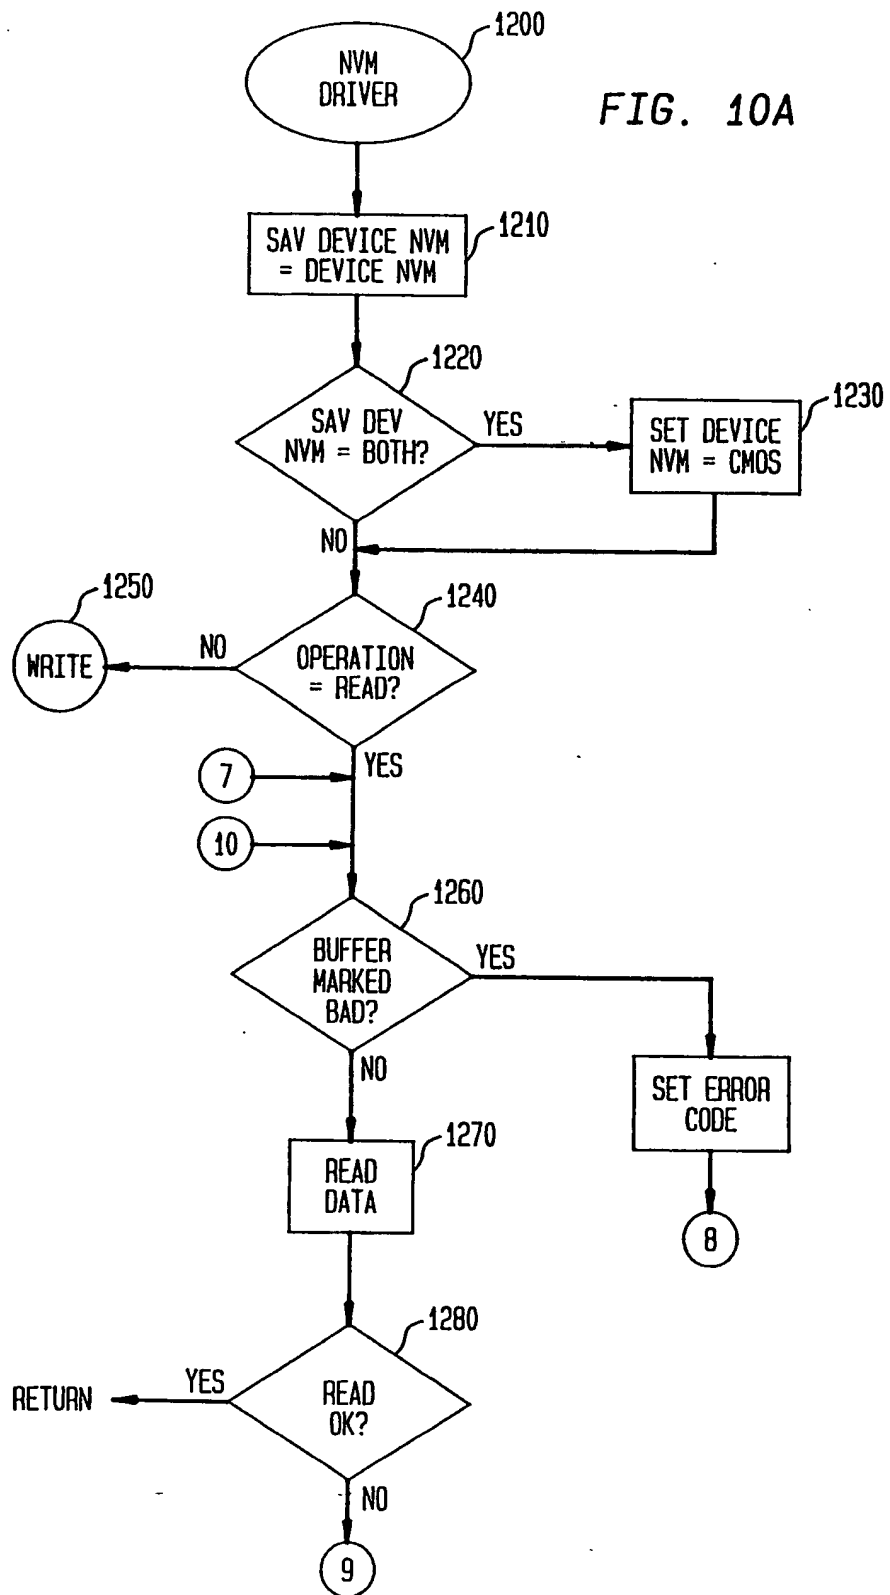 1200
NVM
DRIVER
FIG. 10A
1210
SAV DEVICE NVM
= DEVICE NVM
1220
SAV DEV
NVM = BOTH?
YES
1230
SET DEVICE
NVM = CMOS
NO
1250
1240
WRITE
NO
OPERATION
= READ?
YES
7
10
1260
BUFFER
MARKED
BAD?
YES
NO
SET ERROR
CODE
1270
READ
DATA
8
1280
RETURN
YES
READ
OK?
NO
9